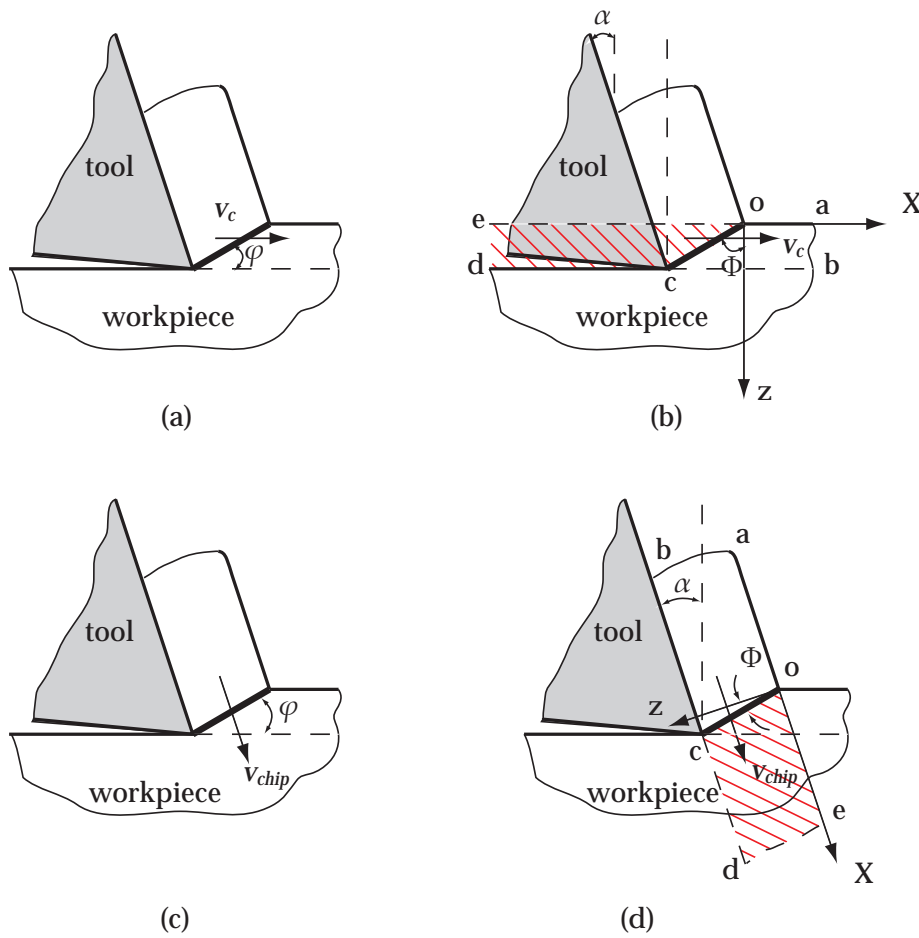 tool
v_c
φ
workpiece
(a)
α
o
a
X
e
d
c
Φ
v_c
b
workpiece
tool
z
(b)
tool
φ
v_chip
workpiece
(c)
b
a
α
tool
Φ
o
z
c
v_chip
workpiece
e
d
X
(d)